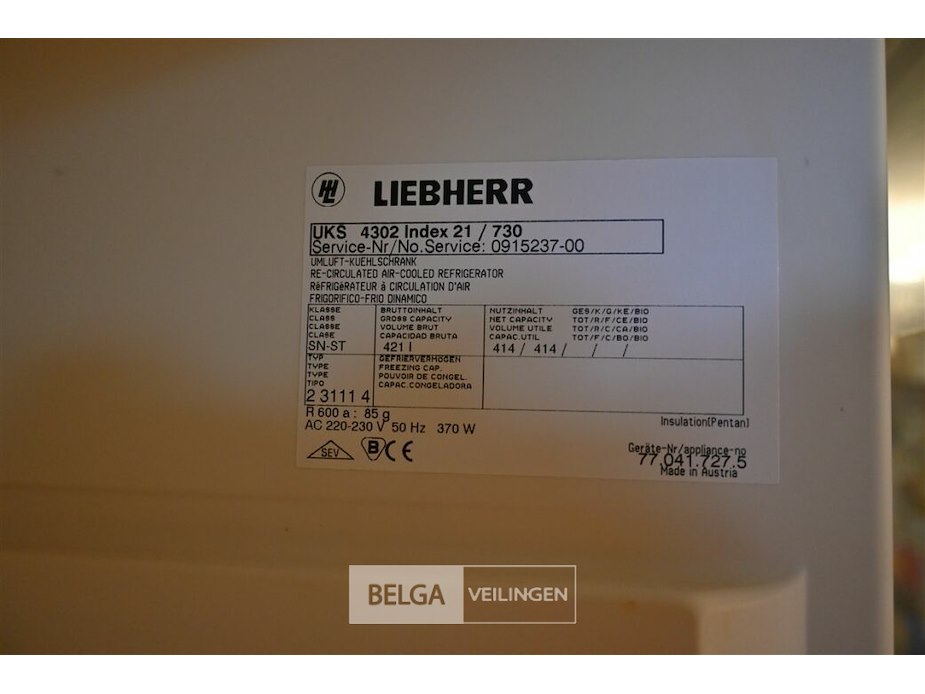 LIEBHERR
UKS 4302 Index 21 / 730
Service-Nr/No.Service: 0915237-00
UMLUFT-KUEHLSCHRANK
RE-CIRCULATED AIR-COOLED REFRIGERATOR
RéFRIGéRATEUR à CIRCULATION D'AIR
FRIGORIFICO-FRIO DINAMICO
KLASSE BRUTTOINHALT NUTZINHALT GES/K/G/KE/BIO
CLASS GROSS CAPACITY NET CAPACITY TOT/R/F/CE/BIO
CLASSE VOLUME BRUT VOLUME UTILE TOT/R/C/CA/BIO
CLASE CAPACIDAD BRUTA CAPAC.UTIL TOT/F/C/BO/BIO
SN-ST 421 l 414 / 414 / / /
TYP GEFRIERVERMÖGEN
TYPE FREEZING CAP.
TYPE POUVOIR DE CONGEL.
TIPO CAPAC.CONGELADORA
2 3111 4
R 600 a : 85 g
AC 220-230 V 50 Hz 370 W
Insulation(Pentan)
SEV B CE
Geräte-Nr/appliance-no
77.041.727.5
Made in Austria
BELGA VEILINGEN